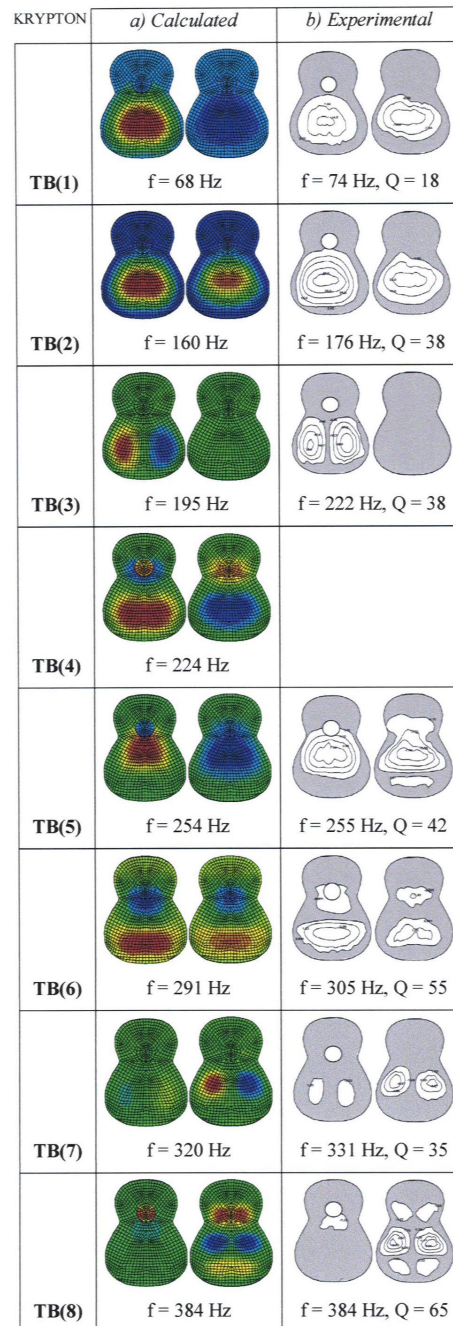 KRYPTON a) Calculated b) Experimental
TB(1) f = 68 Hz f = 74 Hz, Q = 18
TB(2) f = 160 Hz f = 176 Hz, Q = 38
TB(3) f = 195 Hz f = 222 Hz, Q = 38
TB(4) f = 224 Hz
TB(5) f = 254 Hz f = 255 Hz, Q = 42
TB(6) f = 291 Hz f = 305 Hz, Q = 55
TB(7) f = 320 Hz f = 331 Hz, Q = 35
TB(8) f = 384 Hz f = 384 Hz, Q = 65